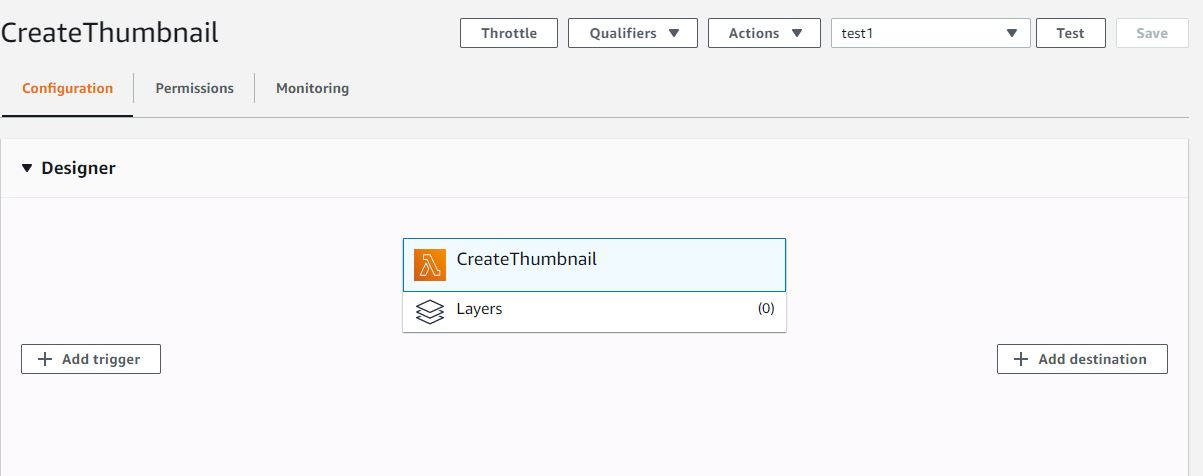 CreateThumbnail
Throttle
Qualifiers
Actions
test1
Test
Save
Configuration
Permissions
Monitoring
Designer
CreateThumbnail
Layers (0)
Add trigger
Add destination